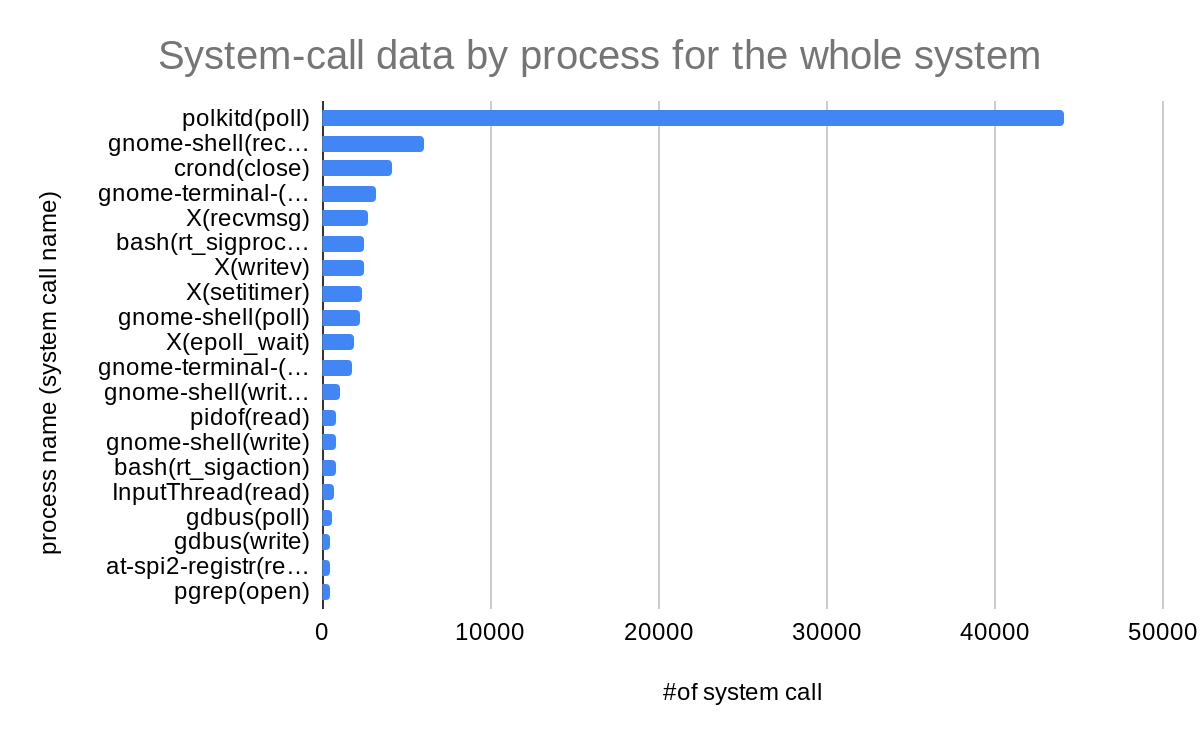 System-call data by process for the whole system
process name (system call name)
polkitd(poll)
gnome-shell(rec…
crond(close)
gnome-terminal-(…
X(recvmsg)
bash(rt_sigproc…
X(writev)
X(setitimer)
gnome-shell(poll)
X(epoll_wait)
gnome-terminal-(…
gnome-shell(writ…
pidof(read)
gnome-shell(write)
bash(rt_sigaction)
InputThread(read)
gdbus(poll)
gdbus(write)
at-spi2-registr(re…
pgrep(open)
0 10000 20000 30000 40000 50000
#of system call